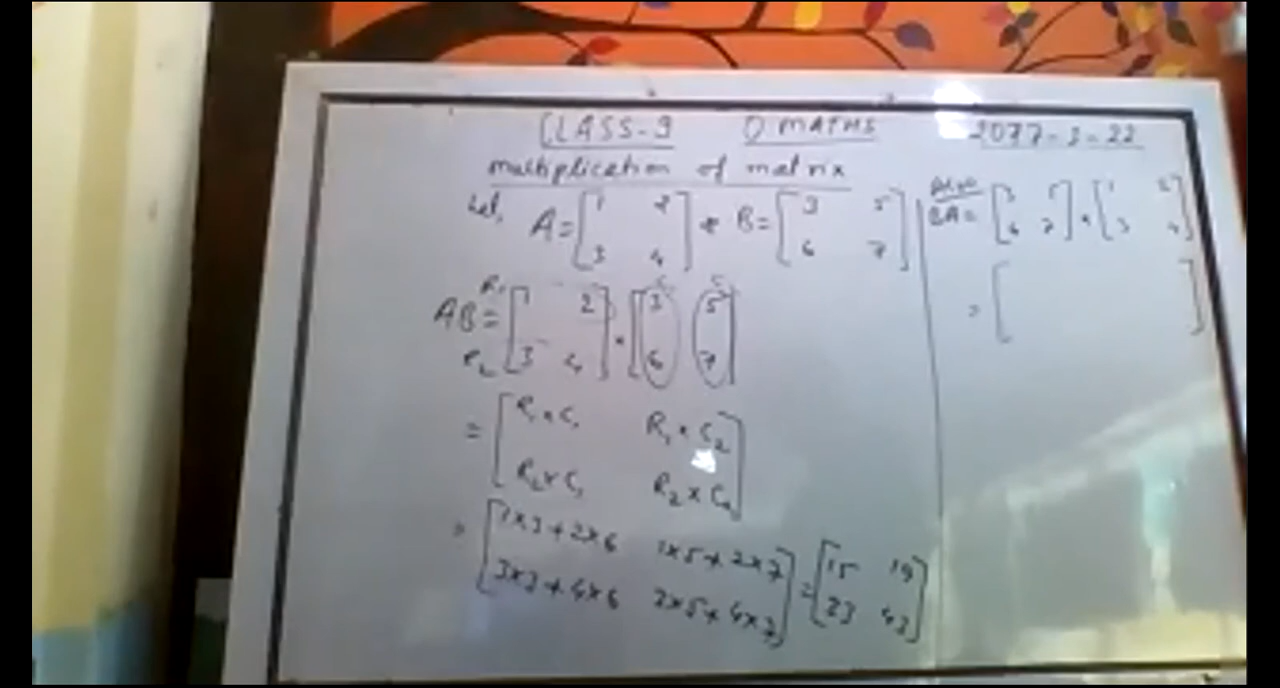 CLASS-9 O MATHS 2077-3-22
multiplication of matrix
Let, A = [1 2 * B = [3 5
3 4] 6 7]
AB = R₁ [1 2 × [3 5
R₂ 3 4] 6 7]
= [R₁ × C₁ R₁ × C₂
R₂ × C₁ R₂ × C₂]
= [1×3+2×6 1×5+2×7 = [15 19
3×3+4×6 3×5+4×7] 33 43]
Also
BA = [3 5 × [1 2
6 7] 3 4]
= [ ]